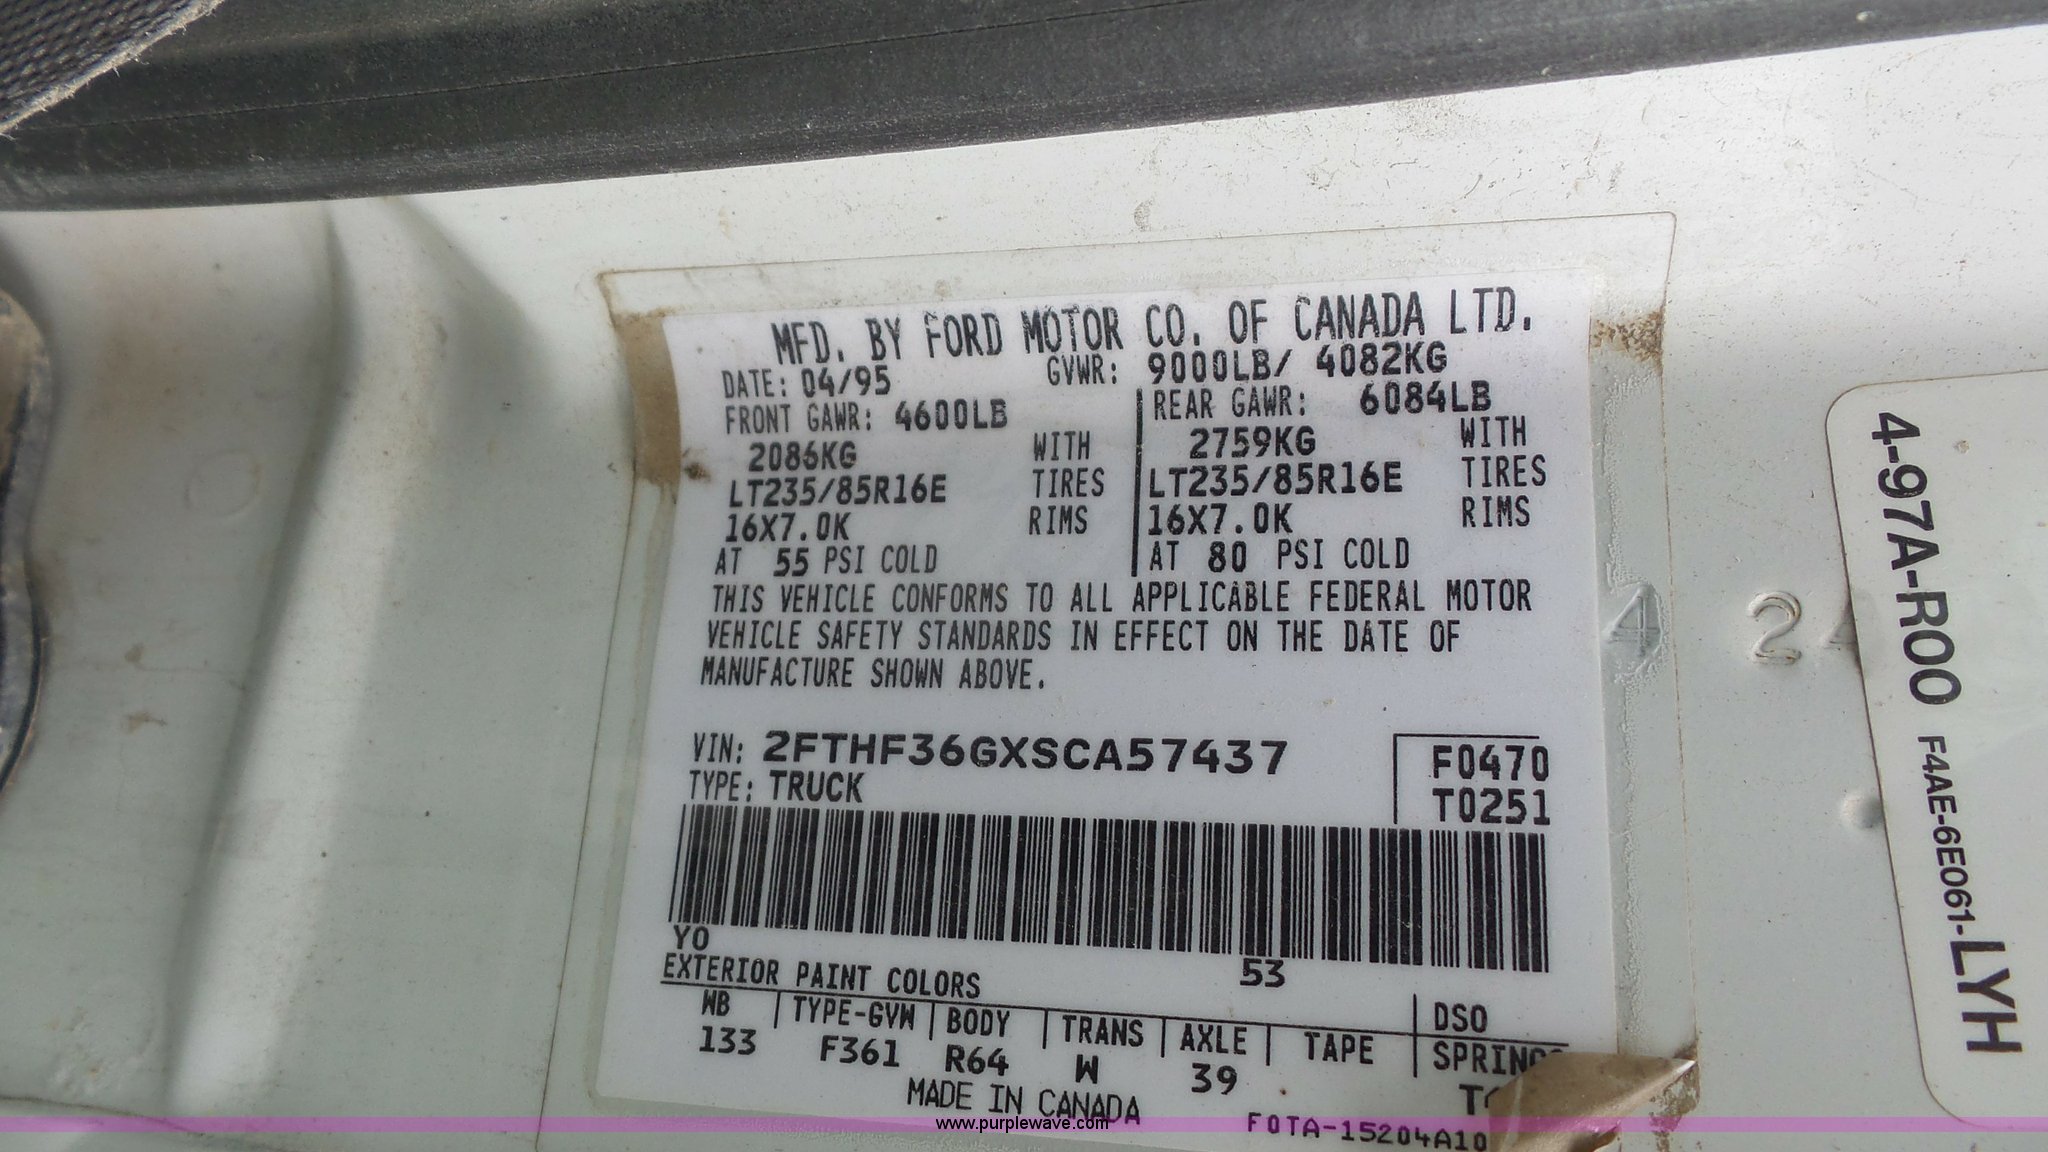 MFD. BY FORD MOTOR CO. OF CANADA LTD.
DATE: 04/95 GVWR: 9000LB/ 4082KG
FRONT GAWR: 4600LB REAR GAWR: 6084LB
2086KG WITH 2759KG WITH
LT235/85R16E TIRES LT235/85R16E TIRES
16X7.0K RIMS 16X7.0K RIMS
AT 55 PSI COLD AT 80 PSI COLD
THIS VEHICLE CONFORMS TO ALL APPLICABLE FEDERAL MOTOR
VEHICLE SAFETY STANDARDS IN EFFECT ON THE DATE OF
MANUFACTURE SHOWN ABOVE.
VIN: 2FTHF36GXSCA57437 F0470
TYPE: TRUCK T0251
YO
EXTERIOR PAINT COLORS 53 DSO
WB TYPE-GVW BODY TRANS AXLE TAPE SPRINGS
133 F361 R64 W 39
MADE IN CANADA
F0TA-15204A10
4 2
4-97A-R00 F4AE-6E061-LYH
www.purplewave.com